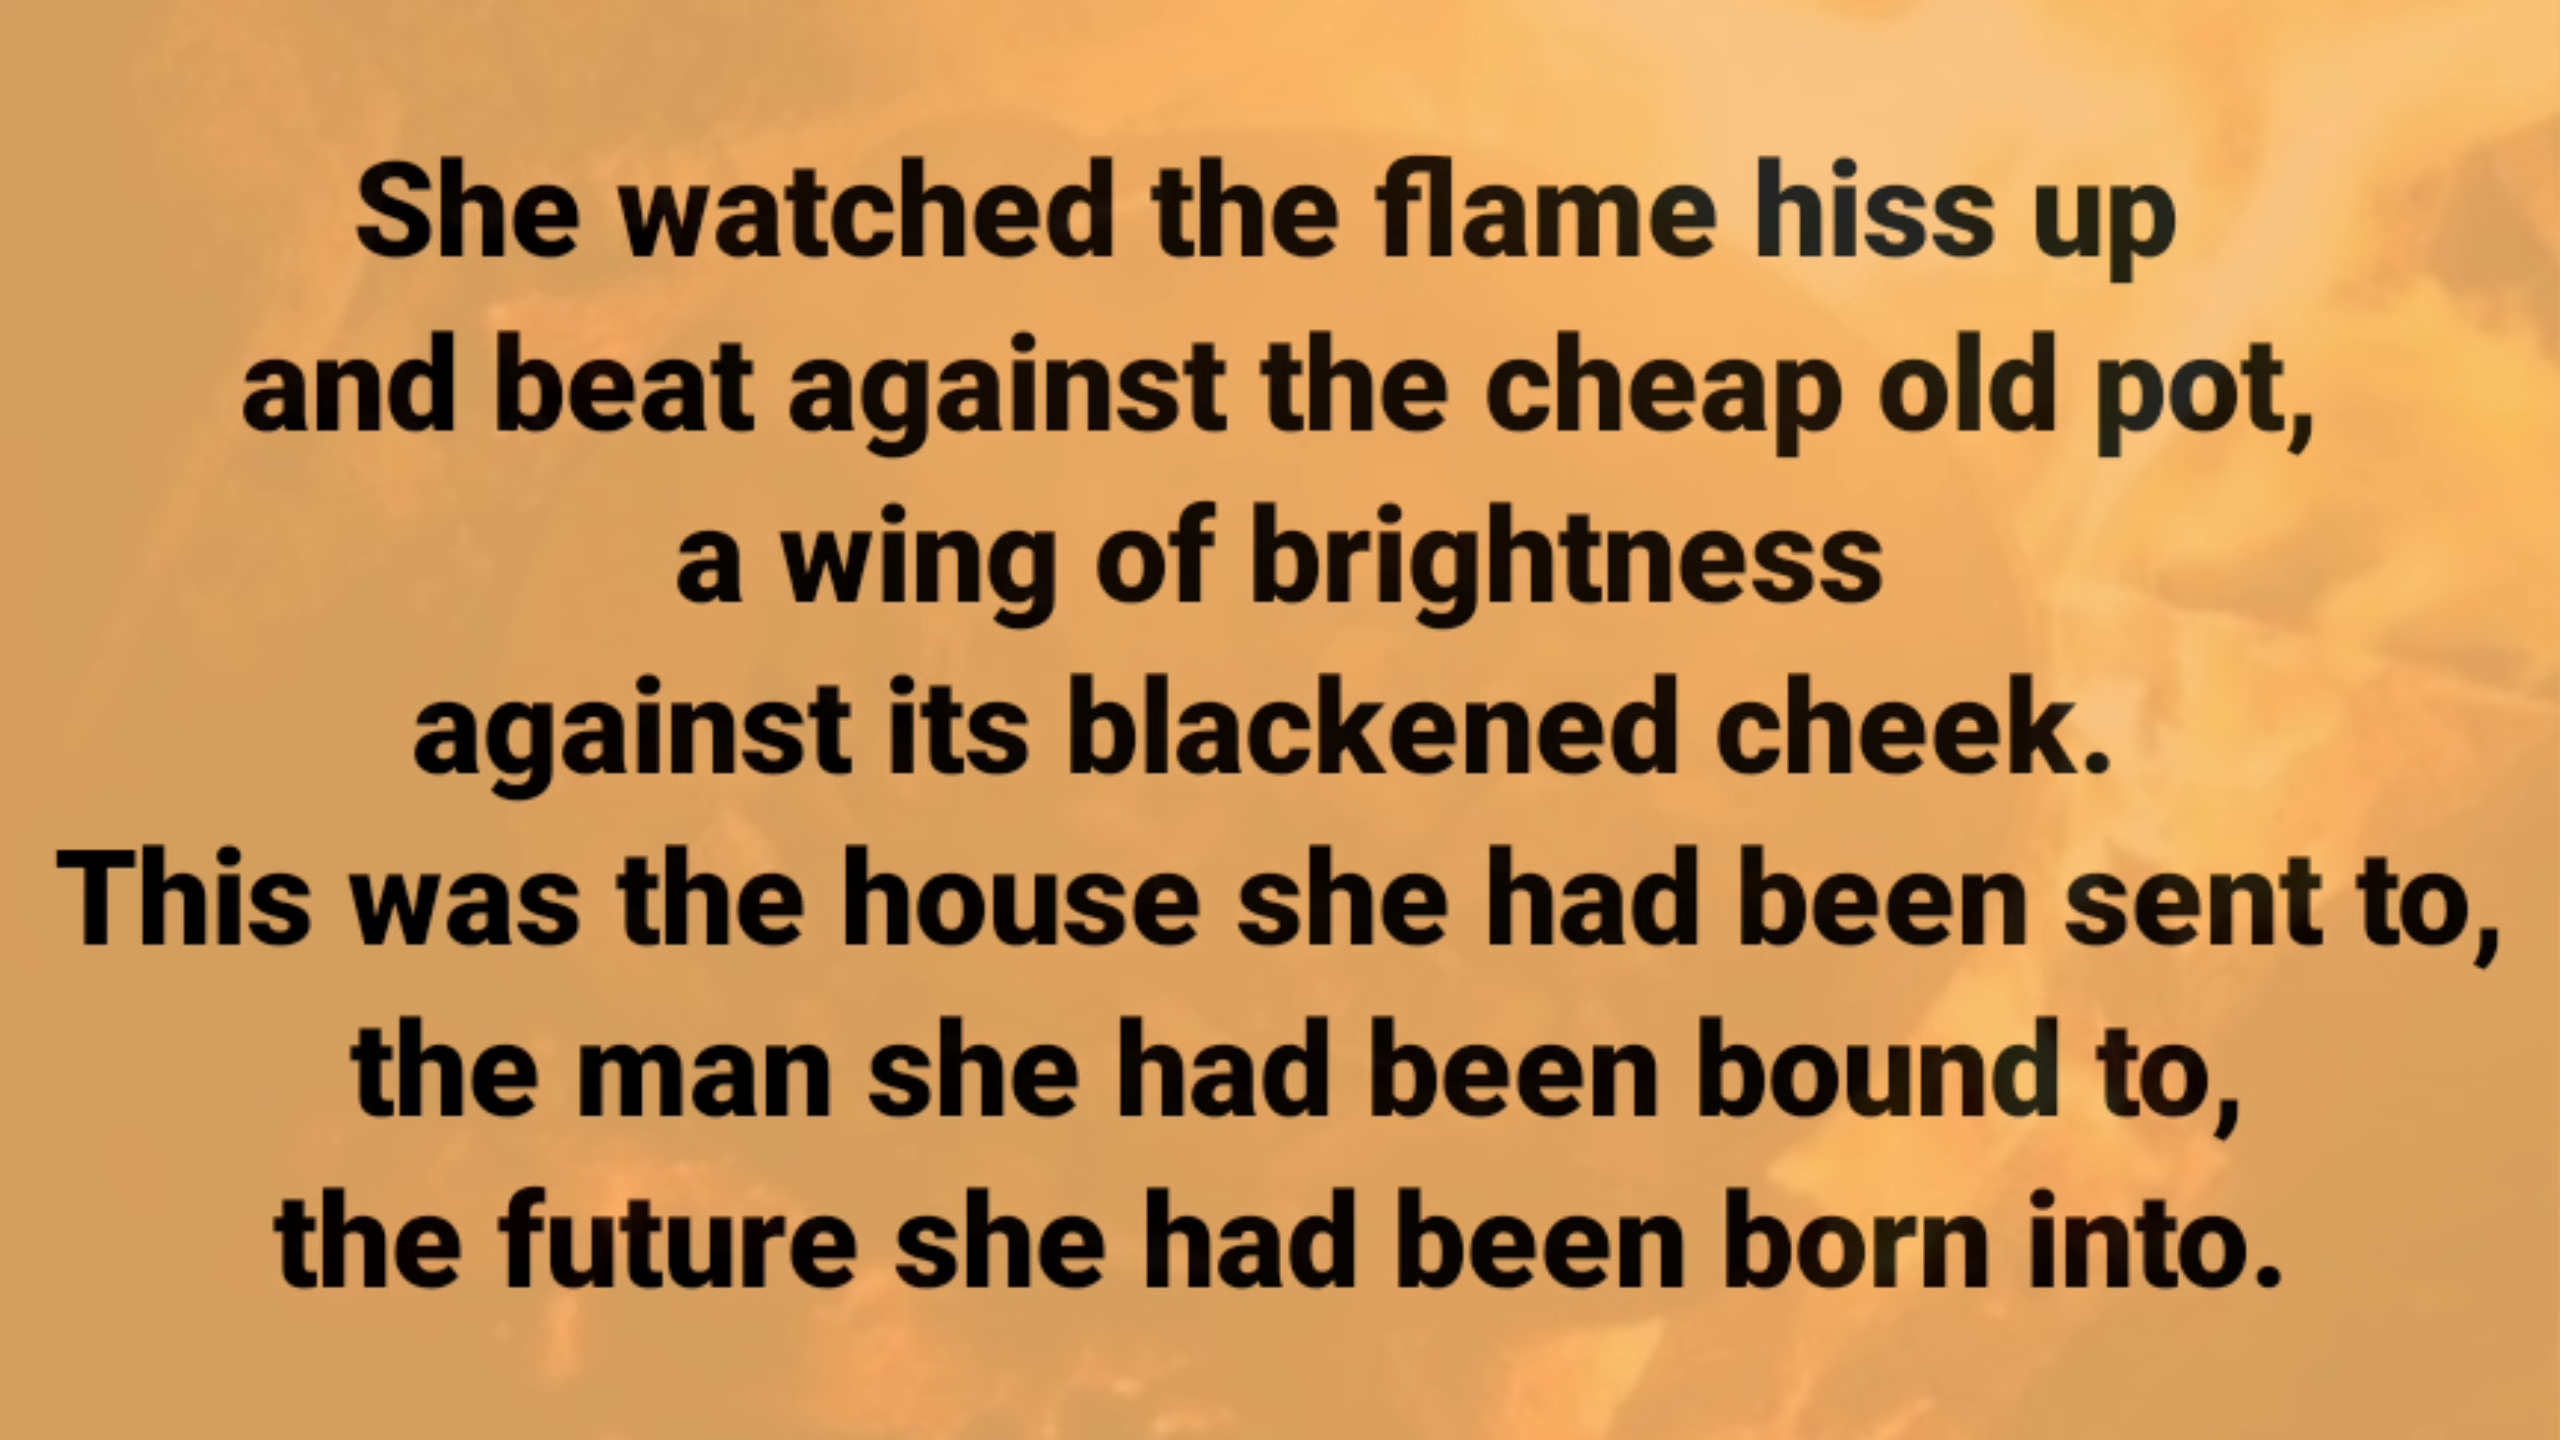 She watched the flame hiss up
and beat against the cheap old pot,
a wing of brightness
against its blackened cheek.
This was the house she had been sent to,
the man she had been bound to,
the future she had been born into.